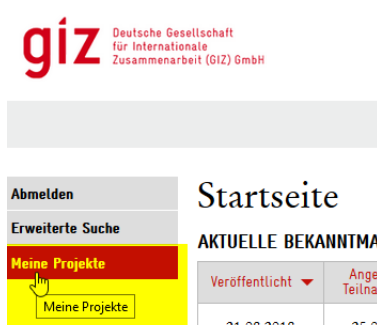 giz Deutsche Gesellschaft
für Internationale
Zusammenarbeit (GIZ) GmbH
Abmelden
Erweiterte Suche
Meine Projekte
Meine Projekte
Startseite
AKTUELLE BEKANNTMA
Veröffentlicht
Ange
Teilna